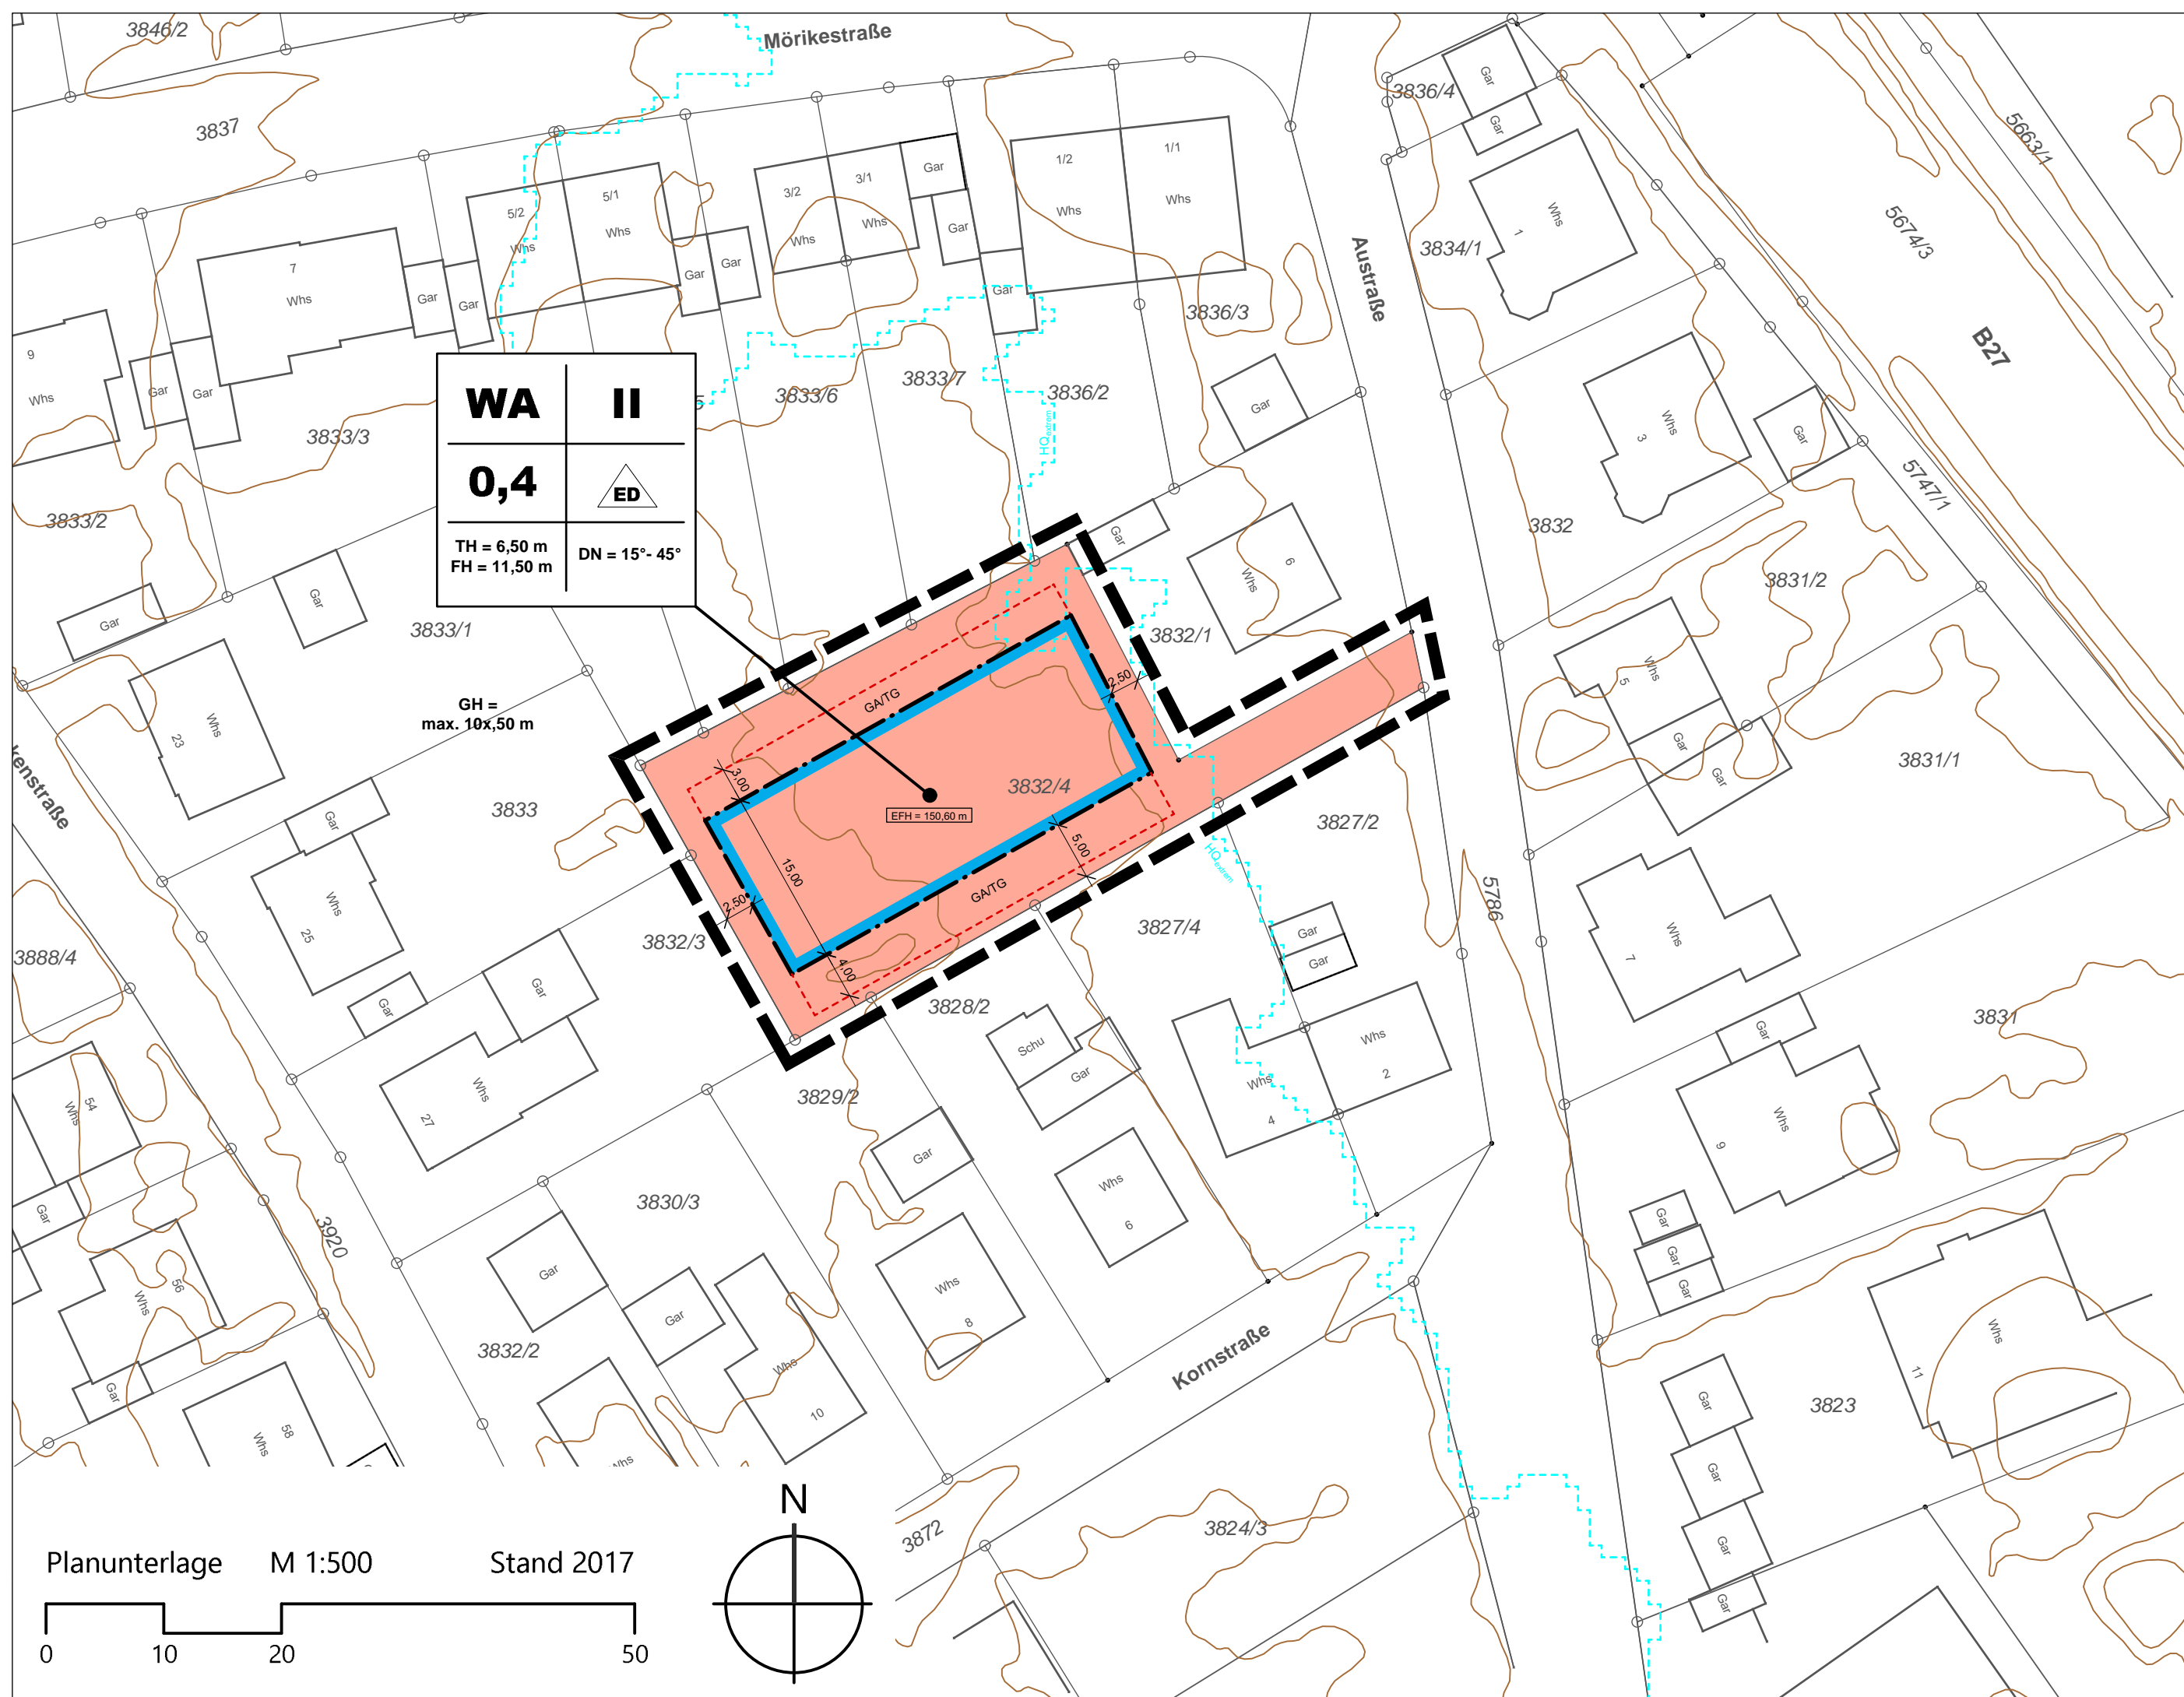 3846/2
Mörikestraße
3837
3836/4
Gar
Gar
5663/1
5674/3
B27
1/2
Whs
1/1
Whs
3/2
Whs
3/1
Whs
Gar
Gar
Gar
5/2
Whs
5/1
Whs
Gar
Gar
7
Whs
Gar
Gar
9
Whs
Gar
Gar
Austraße
3834/1
1
Whs
3836/3
3833/3
3833/6
3833/7
3836/2
HQextrem
Gar
3
Whs
Gar
5747/1
WA
II
0,4
ED
TH = 6,50 m
FH = 11,50 m
DN = 15°- 45°
3833/2
3832
Gar
Gar
3833/1
Gar
6
Whs
3832/1
3831/2
5
Whs
Gar
Gar
3831/1
GH =
max. 10x,50 m
23
Whs
GA/TG
2,50
3,00
3832/4
EFH = 150,60 m
15,00
5,00
GA/TG
2,50
4,00
3833
Gar
3827/2
HQextrem
25
Whs
3832/3
3827/4
5786
7
Whs
3888/4
Gar
Gar
Gar
Gar
3828/2
3831
Schu
Gar
Whs
2
Whs
4
Gar
9
Whs
54
Whs
27
Whs
3829/2
Gar
Whs
6
3830/3
Gar
3920
Gar
Gar
Gar
56
Whs
Gar
Gar
Whs
8
Whs
11
3832/2
Kornstraße
Whs
10
Gar
3823
Gar
58
Whs
Whs
Gar
Gar
Gar
N
3872
3824/3
Planunterlage M 1:500 Stand 2017
0 10 20 50